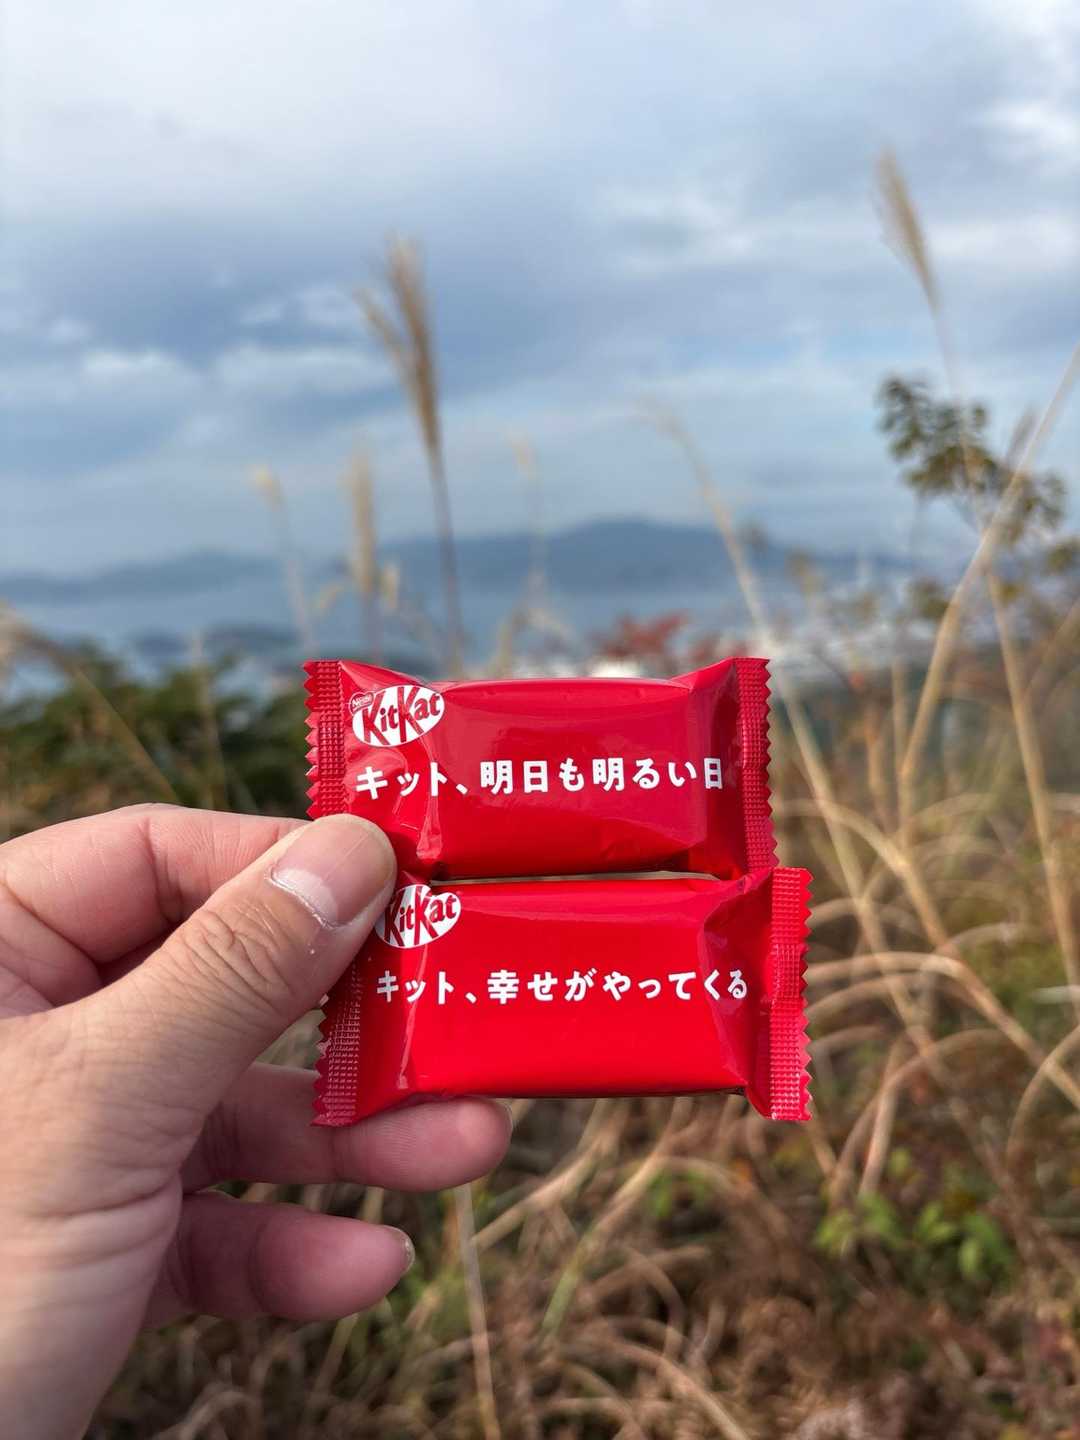 Nestlé
KitKat
キット、明日も明るい日
KitKat
キット、幸せがやってくる